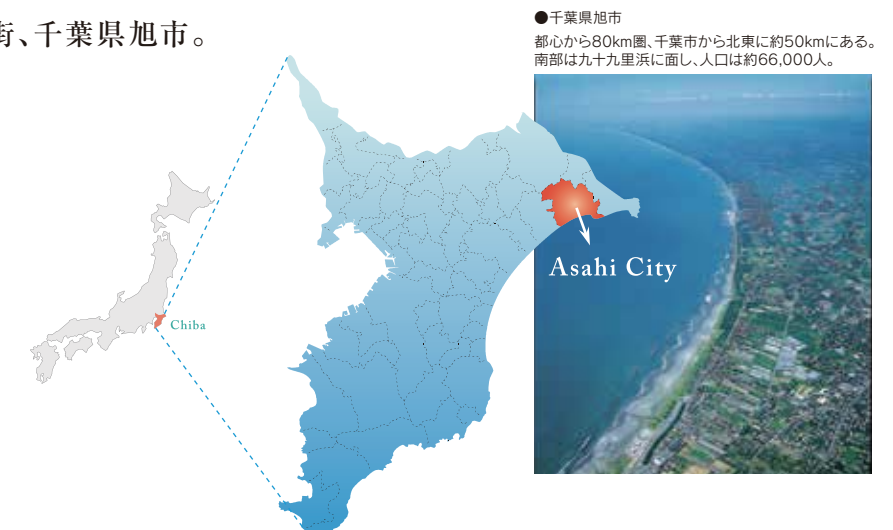 街、千葉県旭市。
●千葉県旭市
都心から80km圏、千葉市から北東に約50kmにある。
南部は九十九里浜に面し、人口は約66,000人。
Asahi City
Chiba